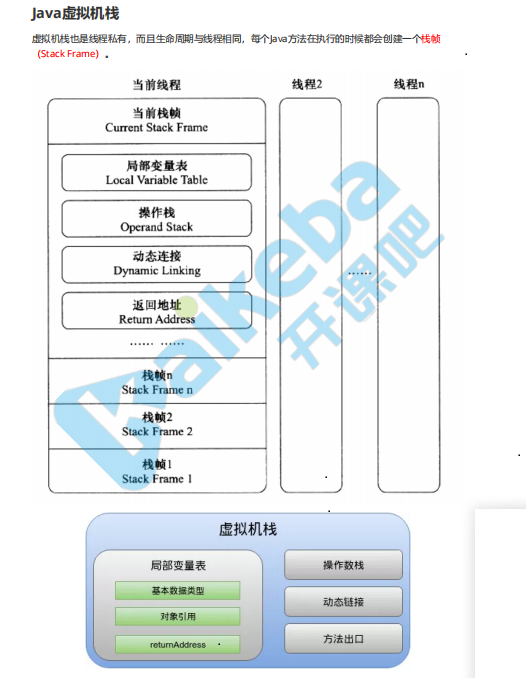 Java虚拟机栈
虚拟机栈也是线程私有，而且生命周期与线程相同，每个Java方法在执行的时候都会创建一个栈帧
（Stack Frame）。
当前线程
线程2
线程n
当前栈帧
Current Stack Frame
局部变量表
Local Variable Table
操作栈
Operand Stack
动态连接
Dynamic Linking
返回地址
Return Address
…… ……
……
栈帧n
Stack Frame n
栈帧2
Stack Frame 2
栈帧1
Stack Frame 1
kaikeba
开课吧
虚拟机栈
局部变量表
基本数据类型
对象引用
returnAddress
操作数栈
动态链接
方法出口